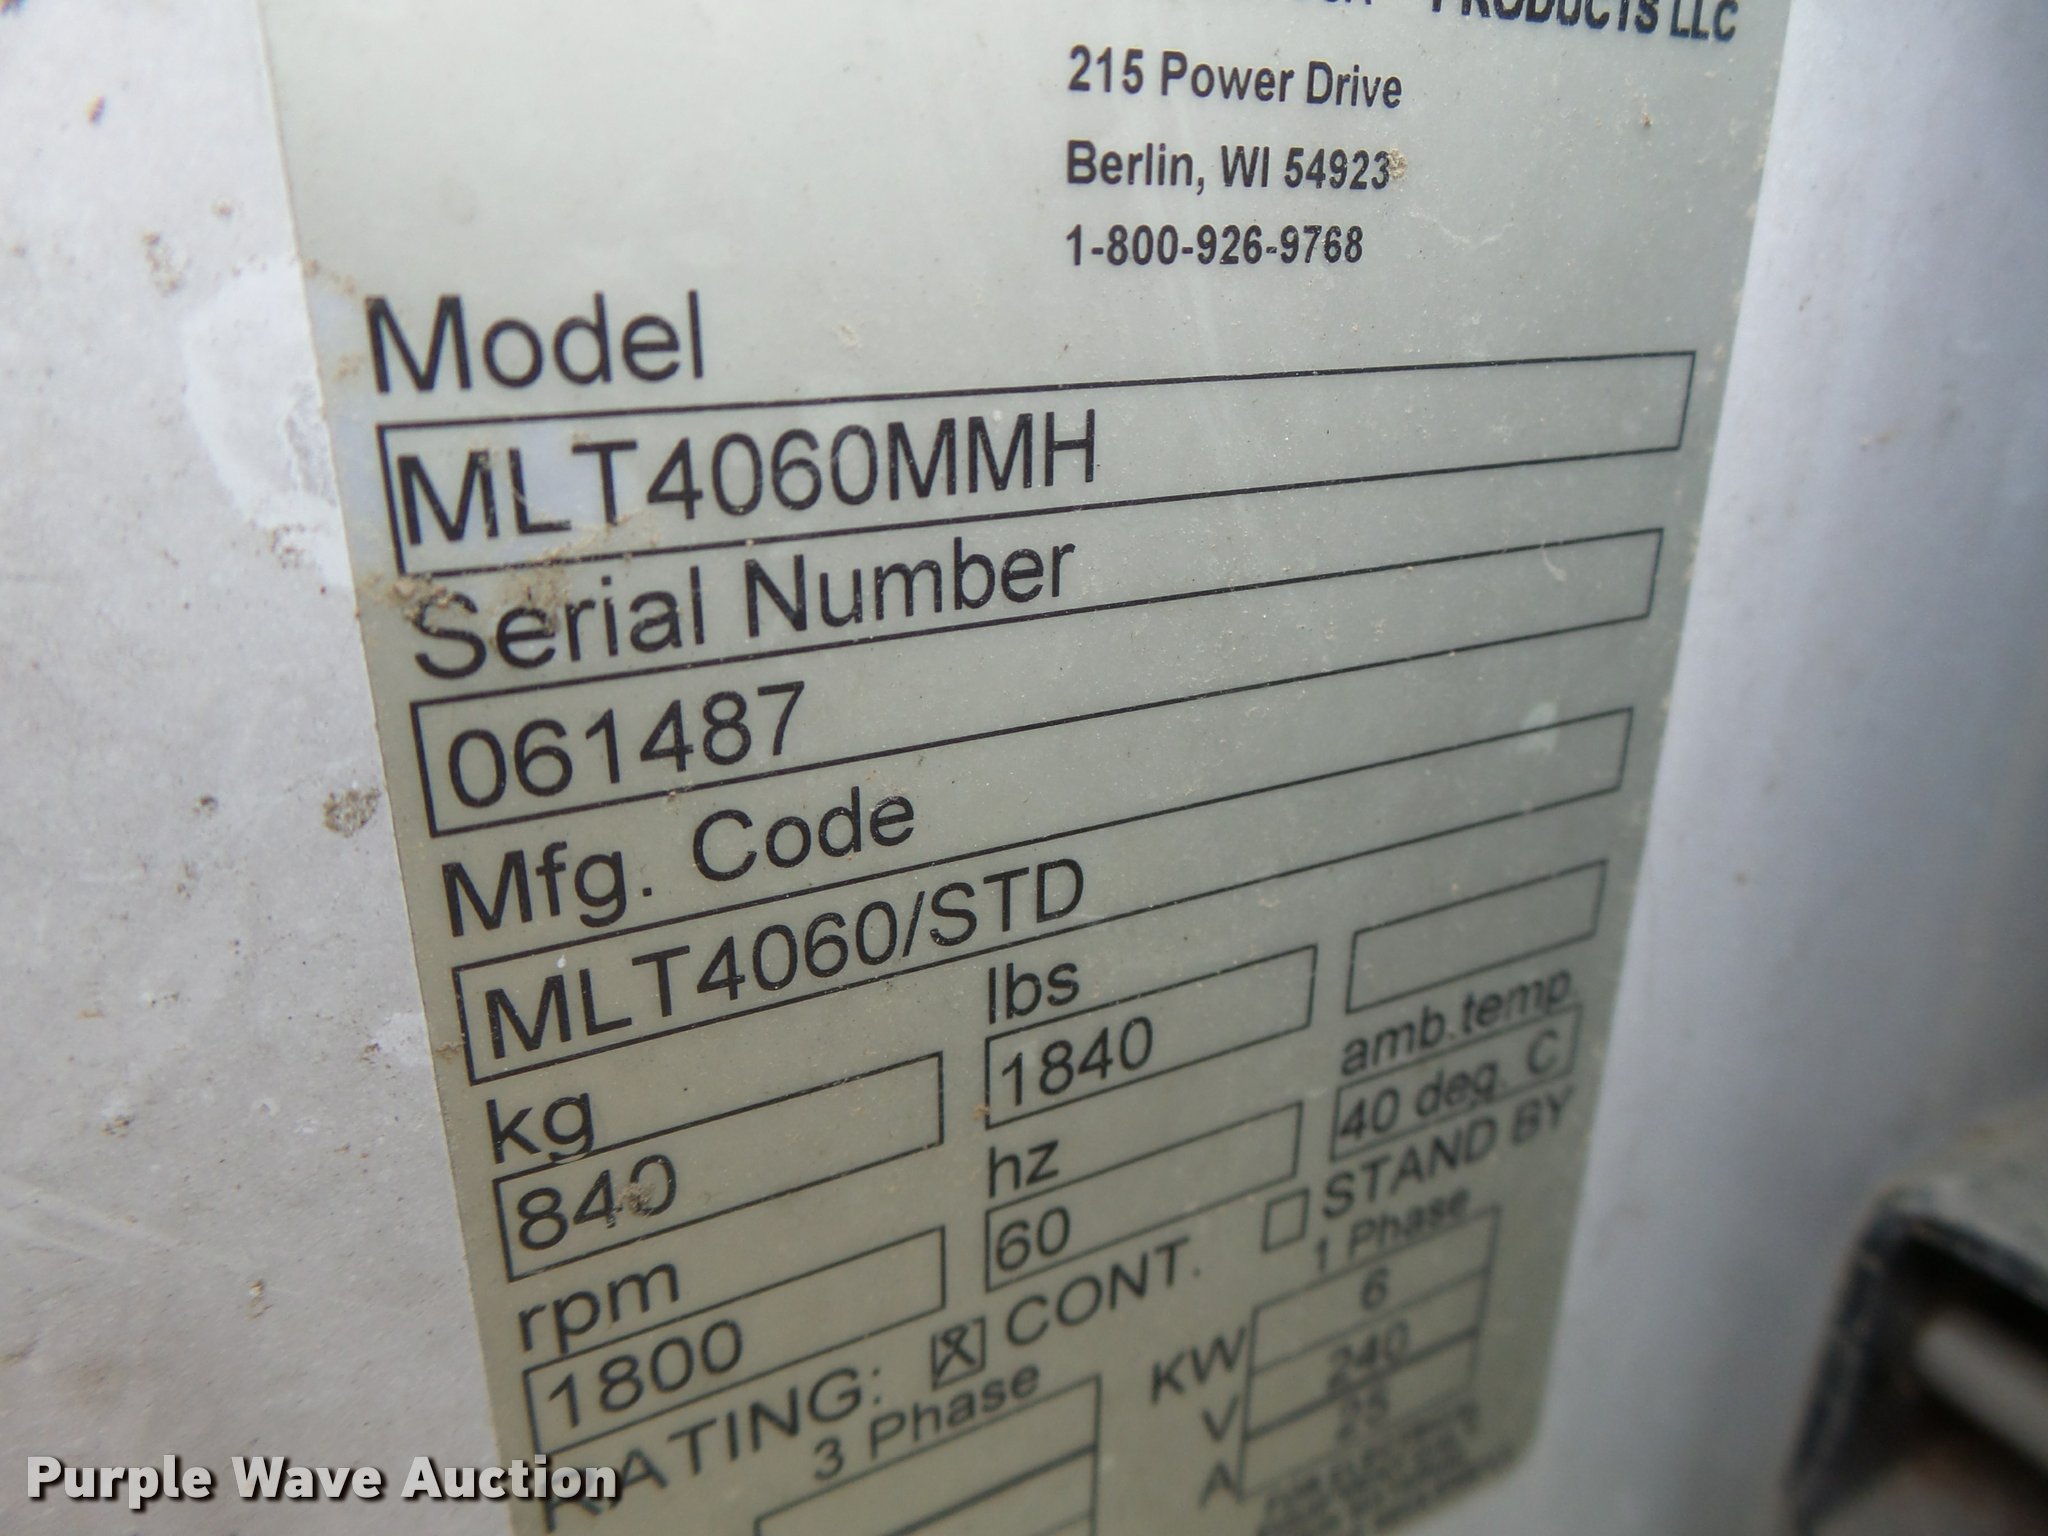 PRODUCTS LLC
215 Power Drive
Berlin, WI 54923
1-800-926-9768
Model
MLT4060MMH
Serial Number
061487
Mfg. Code
MLT4060/STD
kg
lbs
840
1840
amb.temp.
rpm
hz
40 deg. C
1800
60
RATING: CONT. STAND BY
3 Phase
1 Phase
KW 6
V 240
A 25
Purple Wave Auction